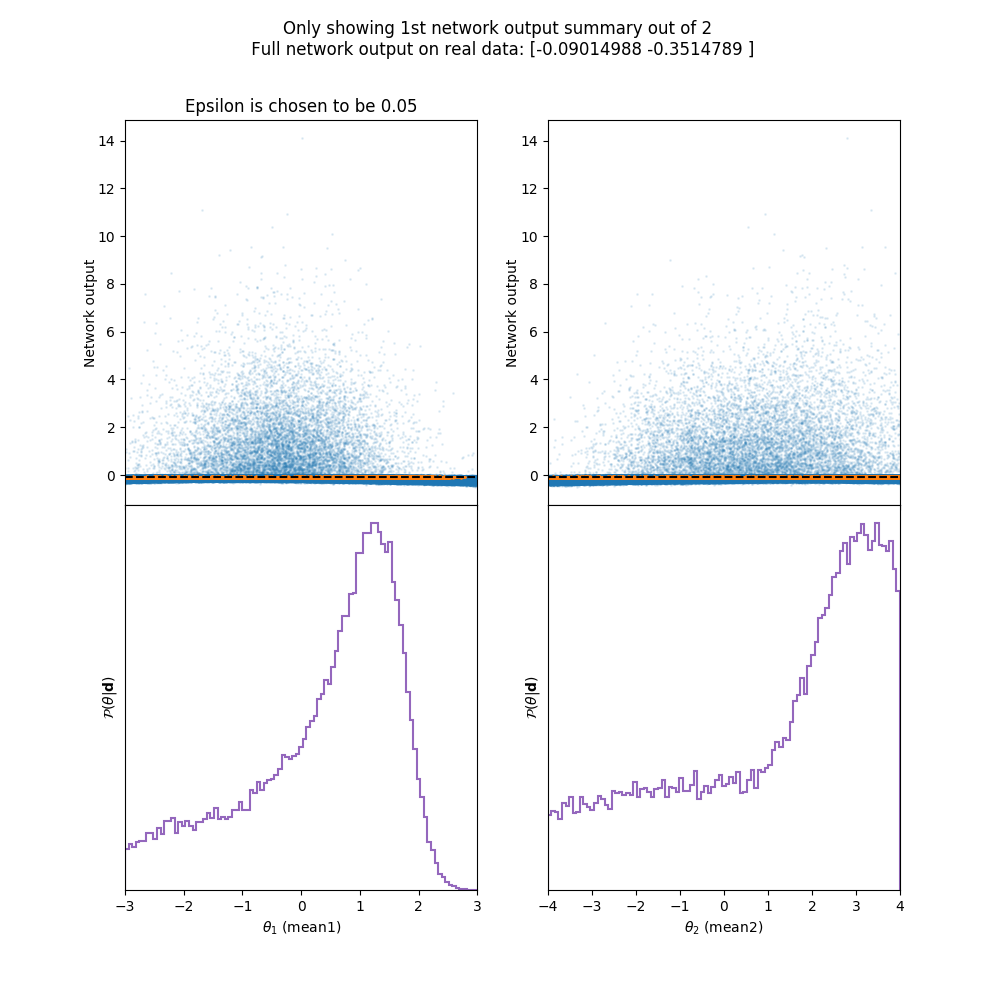 Only showing 1st network output summary out of 2
Full network output on real data: [-0.09014988 -0.3514789 ]
Epsilon is chosen to be 0.05
14
12
10
8
6
4
2
0
Network output
14
12
10
8
6
4
2
0
Network output
𝒫(θ|𝐝)
−3 −2 −1 0 1 2 3
θ₁ (mean1)
𝒫(θ|𝐝)
−4 −3 −2 −1 0 1 2 3 4
θ₂ (mean2)